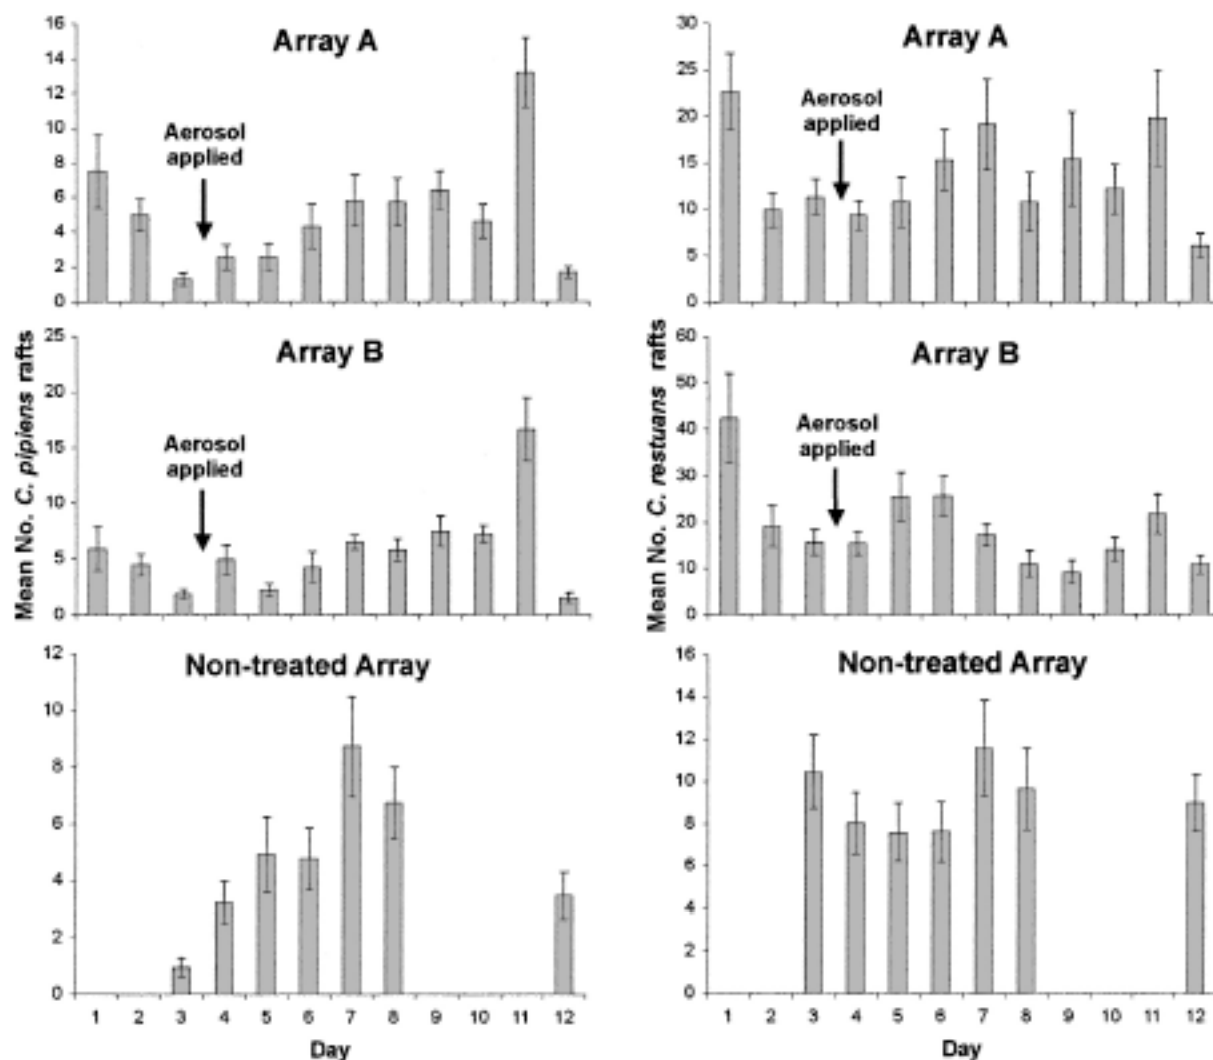 Array A
Aerosol
applied
16
14
12
10
8
6
4
2
0
Array A
Aerosol
applied
30
25
20
15
10
5
0
Mean No. C. pipiens rafts
Array B
Aerosol
applied
25
20
15
10
5
0
Mean No. C. restuans rafts
Array B
Aerosol
applied
60
50
40
30
20
10
0
Non-treated Array
12
10
8
6
4
2
0
1 2 3 4 5 6 7 8 9 10 11 12
Day
Non-treated Array
16
14
12
10
8
6
4
2
0
1 2 3 4 5 6 7 8 9 10 11 12
Day